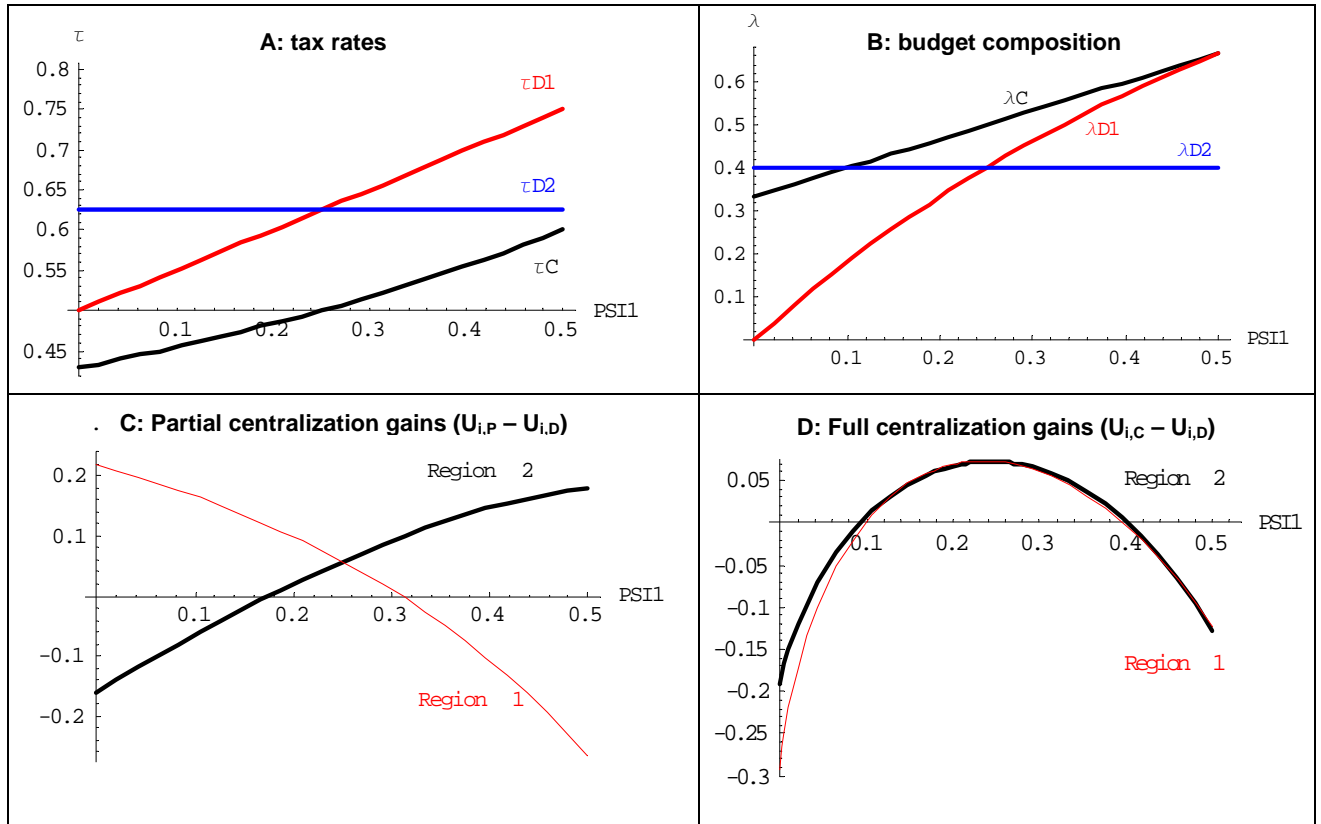 τ
A: tax rates
0.8
0.75
0.7
0.65
0.6
0.55
0.45
τD1
τD2
τC
PSI1
0.1 0.2 0.3 0.4 0.5
λ
B: budget composition
0.6
0.5
0.4
0.3
0.2
0.1
λC
λD1
λD2
PSI1
0.1 0.2 0.3 0.4 0.5
C: Partial centralization gains (Ui,P – Ui,D)
0.2
0.1
−0.1
−0.2
Region 2
Region 1
PSI1
0.1 0.2 0.3 0.4 0.5
D: Full centralization gains (Ui,C – Ui,D)
0.05
−0.05
−0.1
−0.15
−0.2
−0.25
−0.3
Region 2
Region 1
PSI1
0.1 0.2 0.3 0.4 0.5